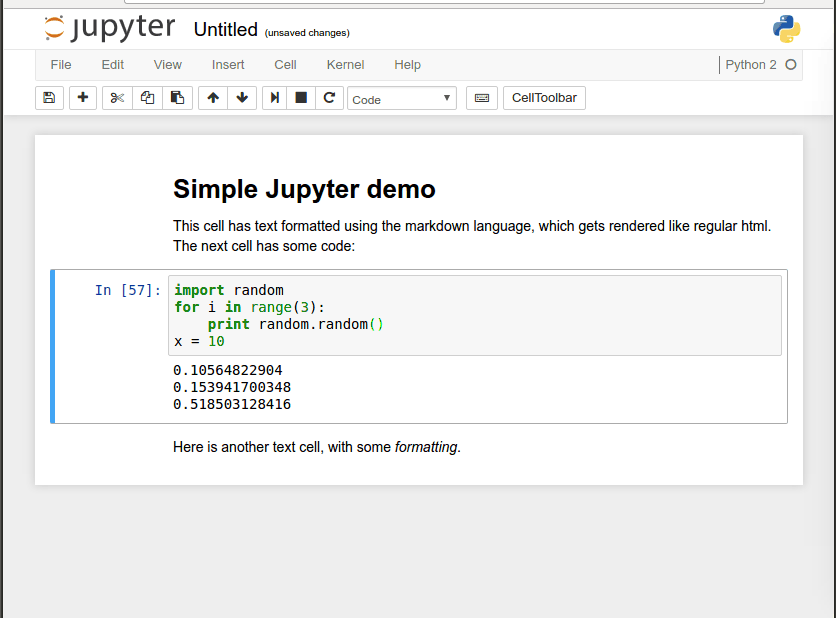 jupyter Untitled (unsaved changes)
File Edit View Insert Cell Kernel Help Python 2
Code CellToolbar
Simple Jupyter demo
This cell has text formatted using the markdown language, which gets rendered like regular html.
The next cell has some code:
In [57]: import random
for i in range(3):
    print random.random()
x = 10
0.10564822904
0.153941700348
0.518503128416
Here is another text cell, with some formatting.